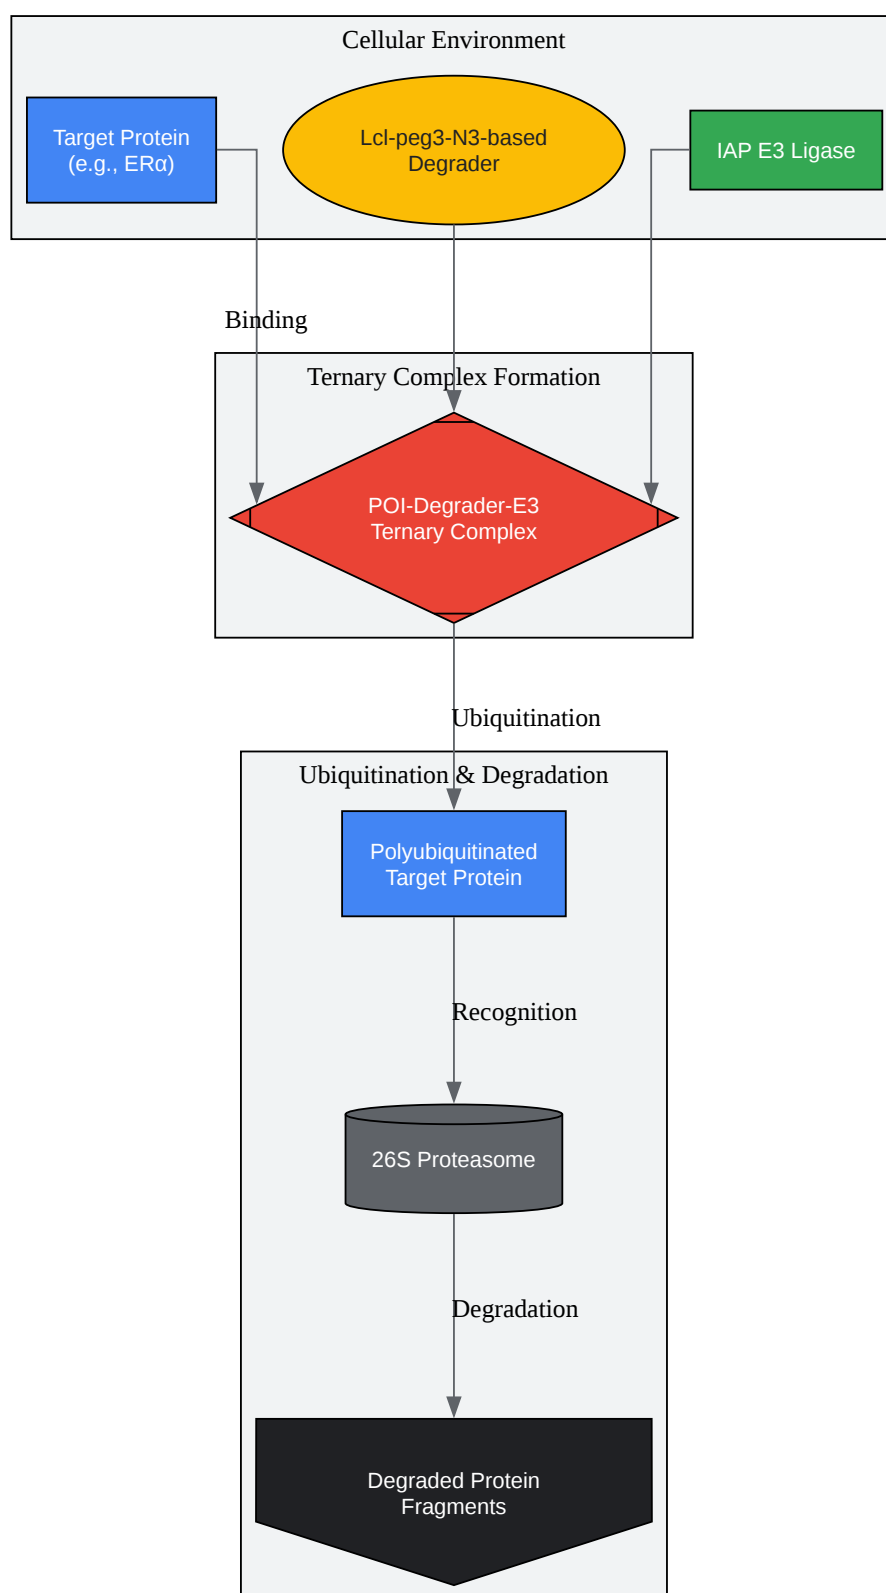 Cellular Environment
Target Protein
(e.g., ERα)
Lcl-peg3-N3-based
Degrader
IAP E3 Ligase
Binding
Ternary Complex Formation
POI-Degrader-E3
Ternary Complex
Ubiquitination
Ubiquitination & Degradation
Polyubiquitinated
Target Protein
Recognition
26S Proteasome
Degradation
Degraded Protein
Fragments